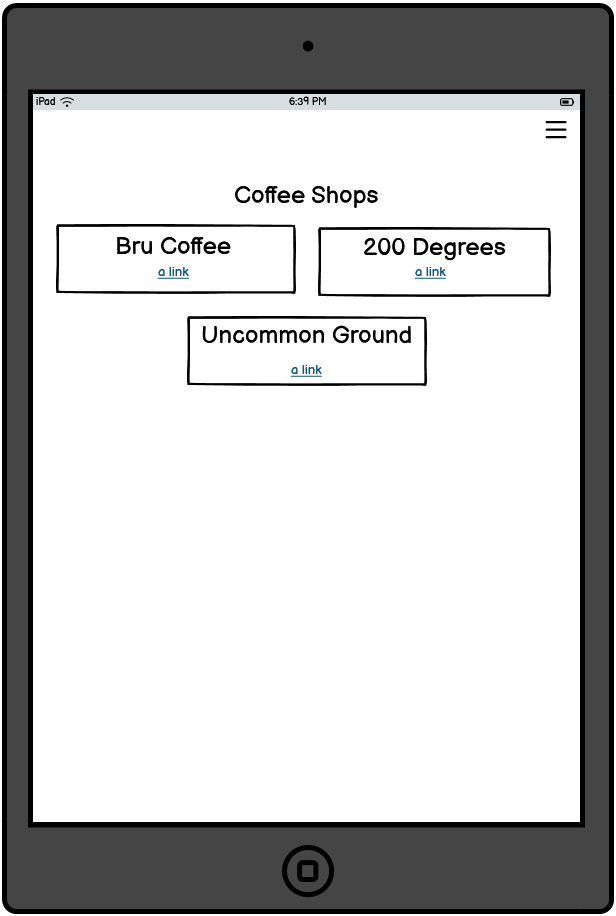 iPad 6:39 PM
Coffee Shops
Bru Coffee
a link
200 Degrees
a link
Uncommon Ground
a link